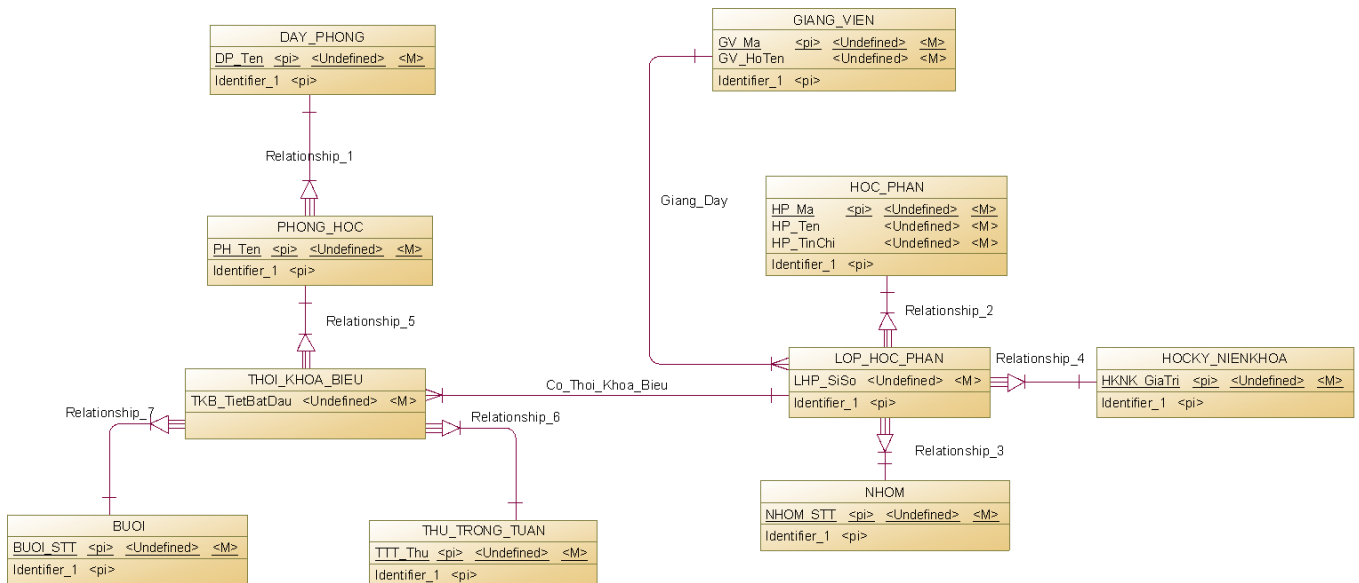 DAY_PHONG
DP_Ten <pi> <Undefined> <M>
Identifier_1 <pi>
Relationship_1
PHONG_HOC
PH_Ten <pi> <Undefined> <M>
Identifier_1 <pi>
Relationship_5
THOI_KHOA_BIEU
TKB_TietBatDau <Undefined> <M>
Relationship_7
Relationship_6
BUOI
BUOI_STT <pi> <Undefined> <M>
Identifier_1 <pi>
THU_TRONG_TUAN
TTT_Thu <pi> <Undefined> <M>
Identifier_1 <pi>
Co_Thoi_Khoa_Bieu
GIANG_VIEN
GV_Ma <pi> <Undefined> <M>
GV_HoTen <Undefined> <M>
Identifier_1 <pi>
Giang_Day
HOC_PHAN
HP_Ma <pi> <Undefined> <M>
HP_Ten <Undefined> <M>
HP_TinChi <Undefined> <M>
Identifier_1 <pi>
Relationship_2
LOP_HOC_PHAN
LHP_SiSo <Undefined> <M>
Identifier_1 <pi>
Relationship_4
HOCKY_NIENKHOA
HKNK_GiaTri <pi> <Undefined> <M>
Identifier_1 <pi>
Relationship_3
NHOM
NHOM_STT <pi> <Undefined> <M>
Identifier_1 <pi>